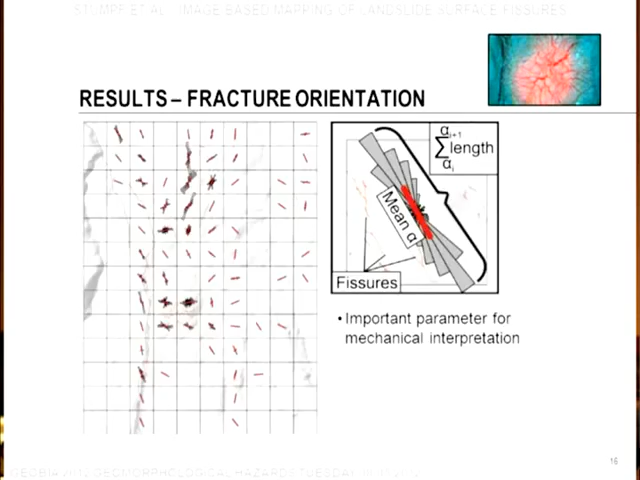 STUMPF ET AL. IMAGE BASED MAPPING OF LANDSLIDE SURFACE FISSURES
RESULTS – FRACTURE ORIENTATION
αi+1
∑length
αi
Mean α
Fissures
• Important parameter for
mechanical interpretation
16